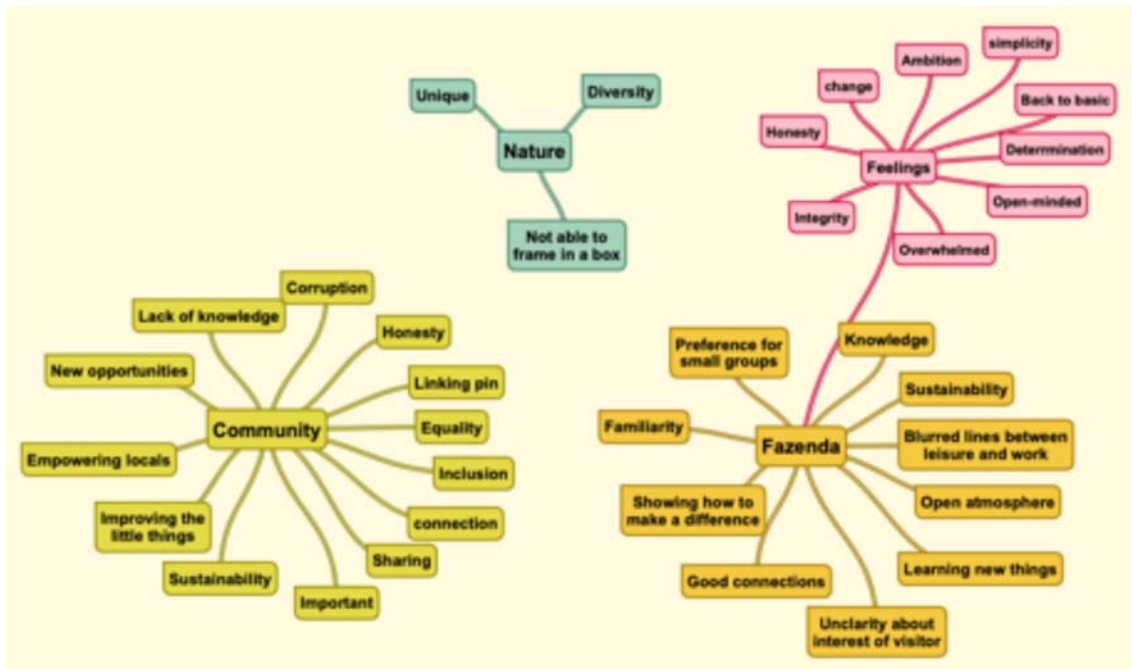 Unique
Diversity
Nature
Not able to
frame in a box
simplicity
Ambition
change
Back to basic
Honesty
Deterrmination
Feelings
Open-minded
Integrity
Overwhelmed
Corruption
Lack of knowledge
Honesty
New opportunities
Linking pin
Community
Equality
Empowering locals
Inclusion
Improving the
little things
connection
Sharing
Sustainability
Important
Preference for
small groups
Knowledge
Sustainability
Familiarity
Fazenda
Blurred lines between
leisure and work
Showing how to
make a difference
Open atmosphere
Good connections
Learning new things
Unclarity about
interest of visitor